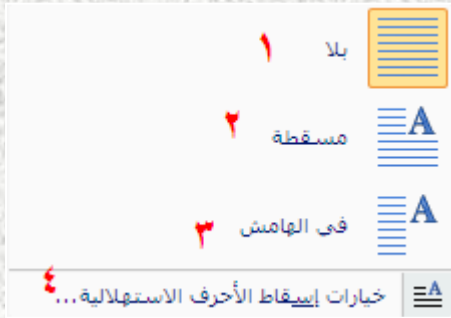 بلا ١
A مسقطة ٢
A في الهامش ٣
A خيارات إسقاط الأحرف الاستهلالية... ٤